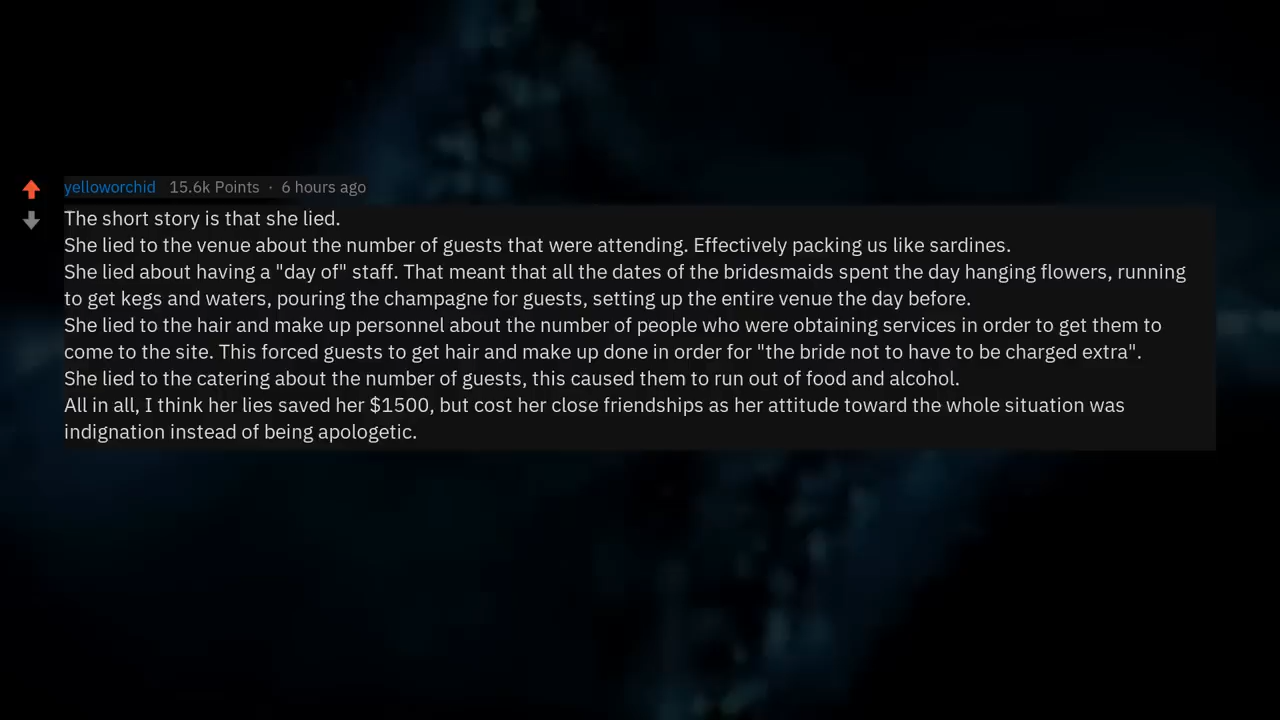 yelloworchid 15.6k Points · 6 hours ago
The short story is that she lied.
She lied to the venue about the number of guests that were attending. Effectively packing us like sardines.
She lied about having a "day of" staff. That meant that all the dates of the bridesmaids spent the day hanging flowers, running
to get kegs and waters, pouring the champagne for guests, setting up the entire venue the day before.
She lied to the hair and make up personnel about the number of people who were obtaining services in order to get them to
come to the site. This forced guests to get hair and make up done in order for "the bride not to have to be charged extra".
She lied to the catering about the number of guests, this caused them to run out of food and alcohol.
All in all, I think her lies saved her $1500, but cost her close friendships as her attitude toward the whole situation was
indignation instead of being apologetic.